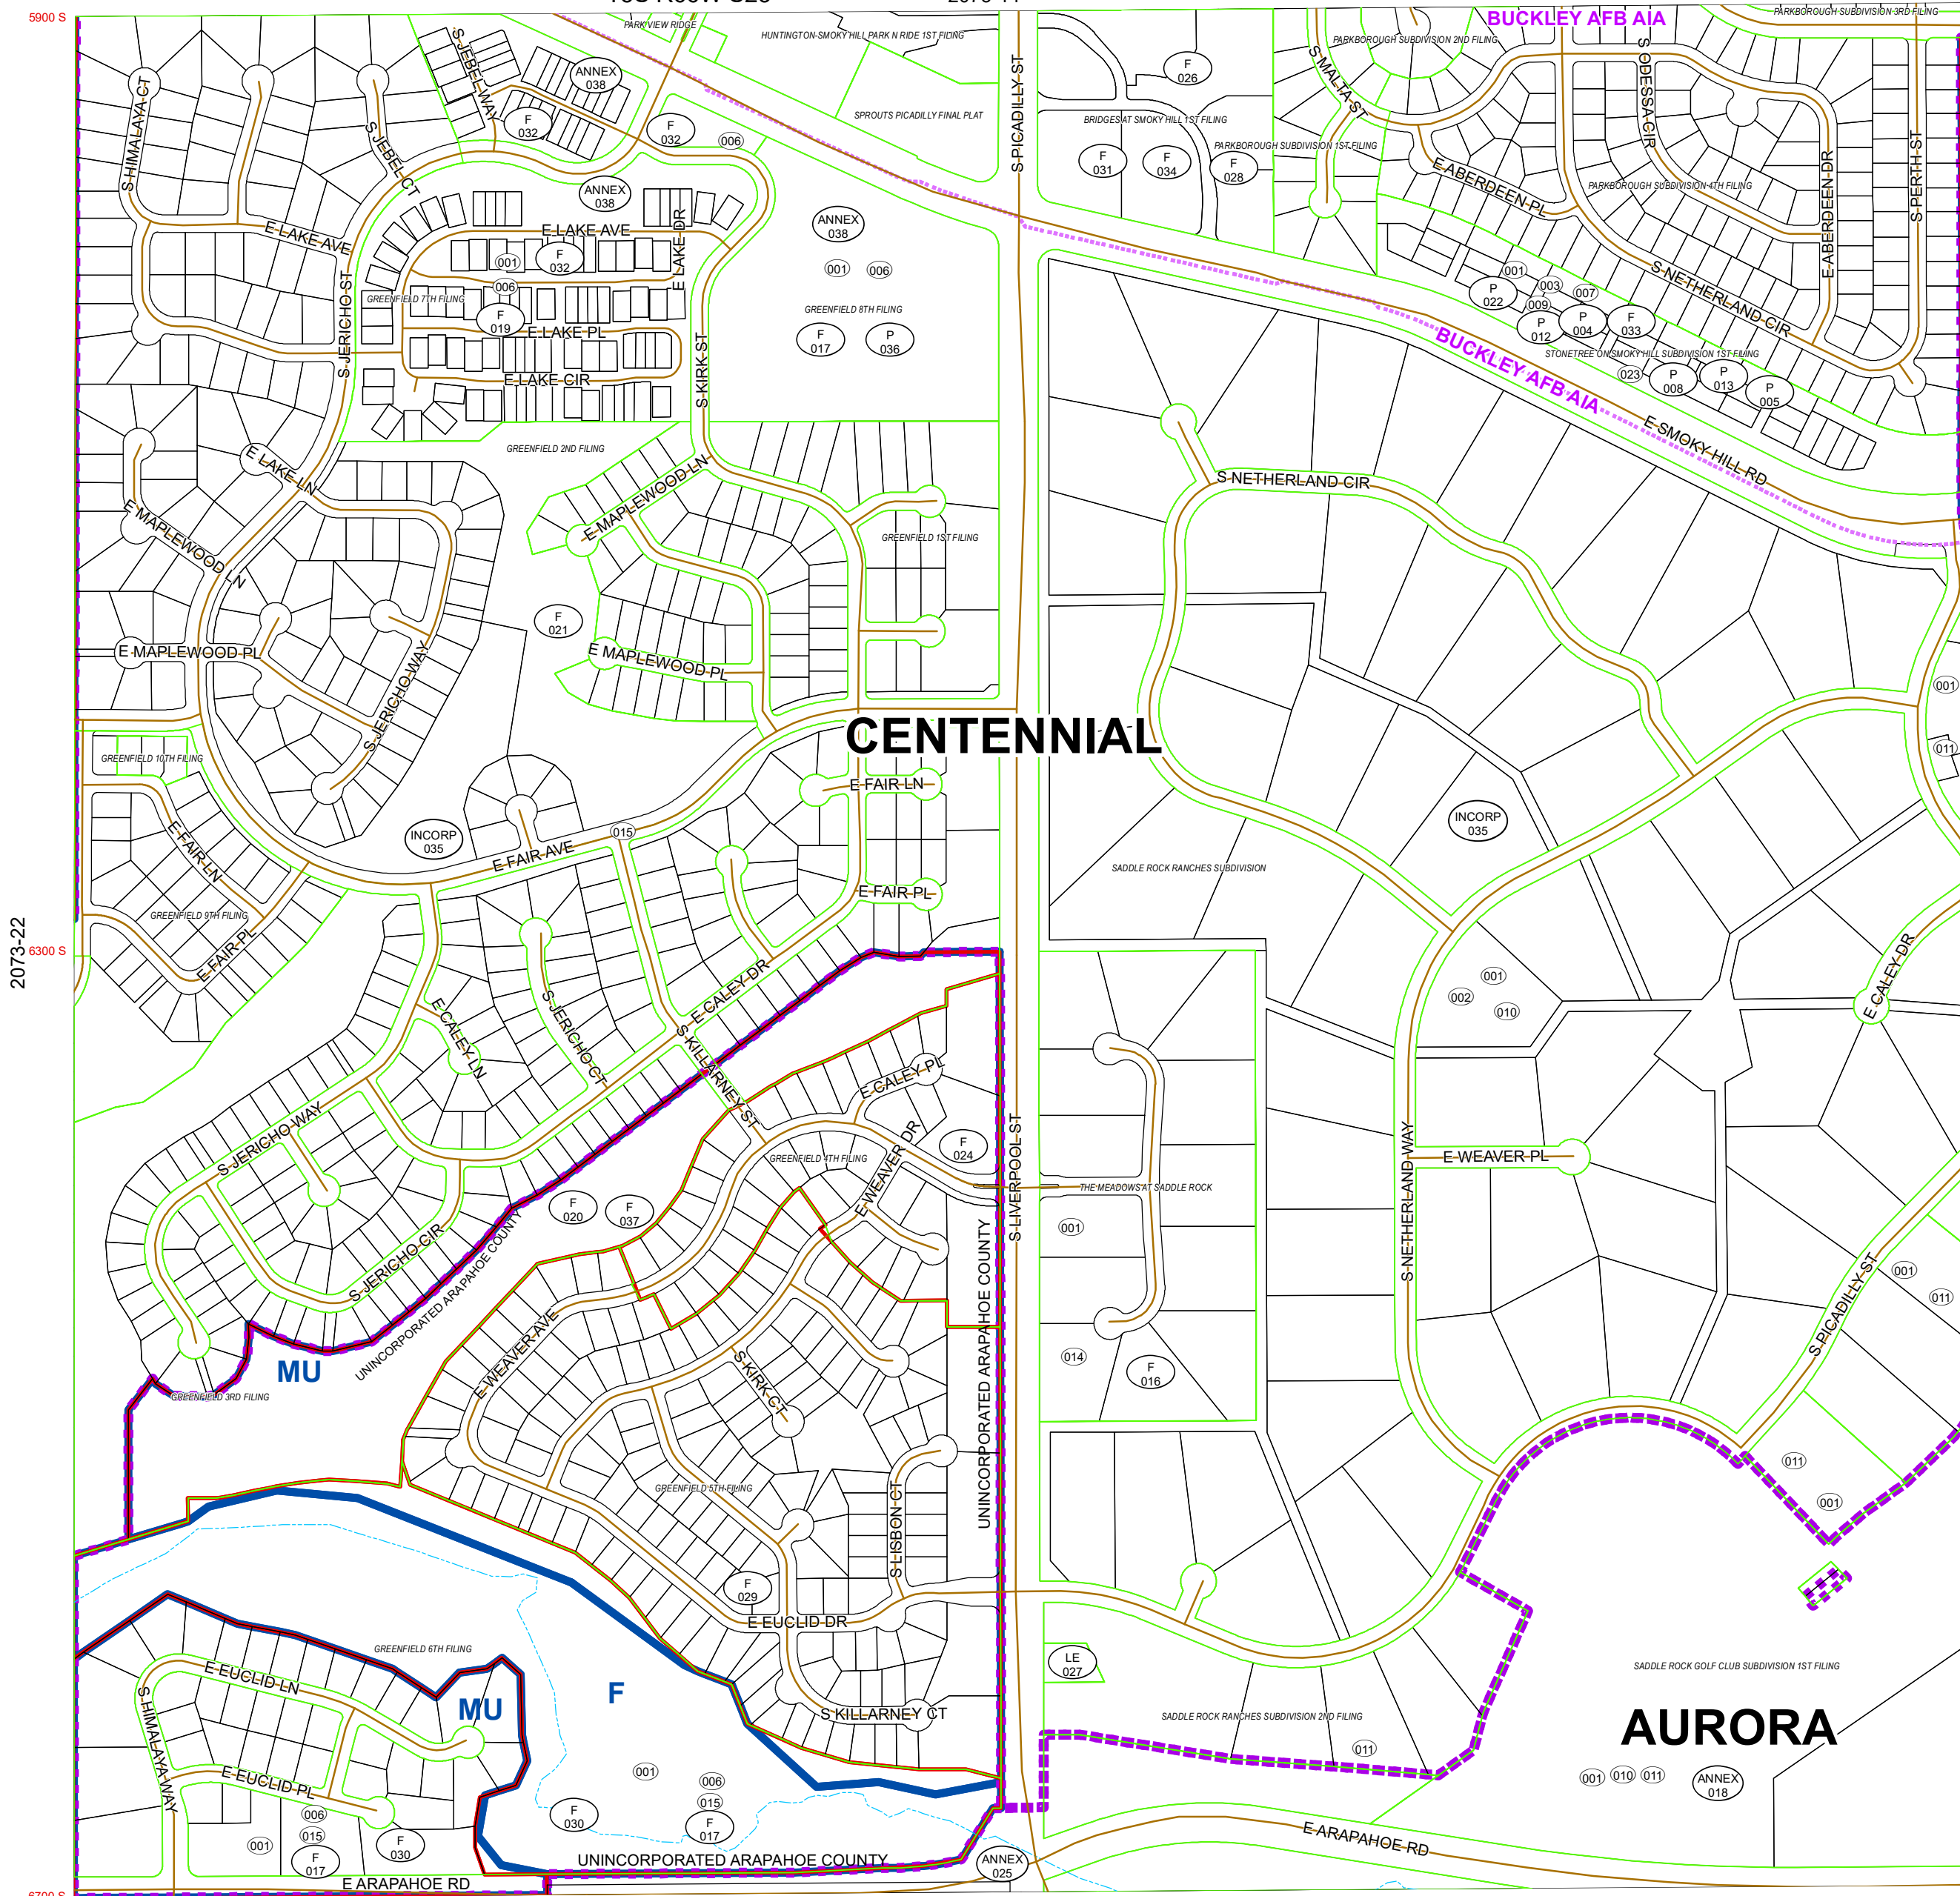 5900 S
PARK VIEW RIDGE
HUNTINGTON-SMOKY HILL PARK N RIDE 1ST FILING
BUCKLEY AFB AIA
PARKBOROUGH SUBDIVISION 3RD FILING
PARKBOROUGH SUBDIVISION 2ND FILING
S JEBEL WAY
ANNEX
038
S PICADILLY ST
F
026
S MALTA ST
S ODESSA CIR
S HIMALAYA CT
S JEBEL CT
F
032
F
032
006
SPROUTS PICADILLY FINAL PLAT
BRIDGES AT SMOKY HILL 1ST FILING
PARKBOROUGH SUBDIVISION 1ST FILING
F
031
F
034
F
028
E ABERDEEN PL
PARKBOROUGH SUBDIVISION 4TH FILING
E ABERDEEN DR
S PERTH ST
ANNEX
038
E LAKE AVE
E LAKE AVE
E LAKE DR
ANNEX
038
001
F
032
001
006
S JERICHO ST
006
GREENFIELD 7TH FILING
F
019
E LAKE PL
GREENFIELD 8TH FILING
F
017
P
036
S KIRK ST
E LAKE CIR
S NETHERLAND CIR
001
003
007
009
P
022
P
012
P
004
F
033
BUCKLEY AFB AIA
STONETREE ON SMOKY HILL SUBDIVISION 1ST FILING
023
P
008
P
013
P
005
E SMOKY HILL RD
E LAKE LN
GREENFIELD 2ND FILING
E MAPLEWOOD LN
S NETHERLAND CIR
E MAPLEWOOD LN
GREENFIELD 1ST FILING
F
021
E MAPLEWOOD PL
E MAPLEWOOD PL
S JERICHO WAY
001
CENTENNIAL
011
GREENFIELD 10TH FILING
E FAIR LN
E FAIR LN
INCORP
035
015
E FAIR AVE
INCORP
035
SADDLE ROCK RANCHES SUBDIVISION
E FAIR PL
GREENFIELD 9TH FILING
E FAIR PL
2073-22
6300 S
E CALEY DR
E CALEY DR
001
002
010
E CALEY LN
S JERICHO CT
S KILLARNEY ST
E CALEY PL
S JERICHO WAY
GREENFIELD 4TH FILING
E WEAVER DR
F
024
S LIVERPOOL ST
S NETHERLAND WAY
E WEAVER PL
THE MEADOWS AT SADDLE ROCK
F
020
F
037
001
S JERICHO CIR
UNINCORPORATED ARAPAHOE COUNTY
UNINCORPORATED ARAPAHOE COUNTY
S PICADILLY ST
001
011
MU
E WEAVER AVE
S KIRK CT
014
F
016
GREENFIELD 3RD FILING
GREENFIELD 5TH FILING
S LISBON CT
011
001
F
029
E EUCLID DR
GREENFIELD 6TH FILING
E EUCLID LN
MU
F
S HIMALAYA WAY
S KILLARNEY CT
LE
027
SADDLE ROCK GOLF CLUB SUBDIVISION 1ST FILING
SADDLE ROCK RANCHES SUBDIVISION 2ND FILING
AURORA
011
E EUCLID PL
001
006
015
001
010
011
ANNEX
018
006
015
001
F
017
F
030
F
030
F
017
UNINCORPORATED ARAPAHOE COUNTY
ANNEX
025
E ARAPAHOE RD
E ARAPAHOE RD